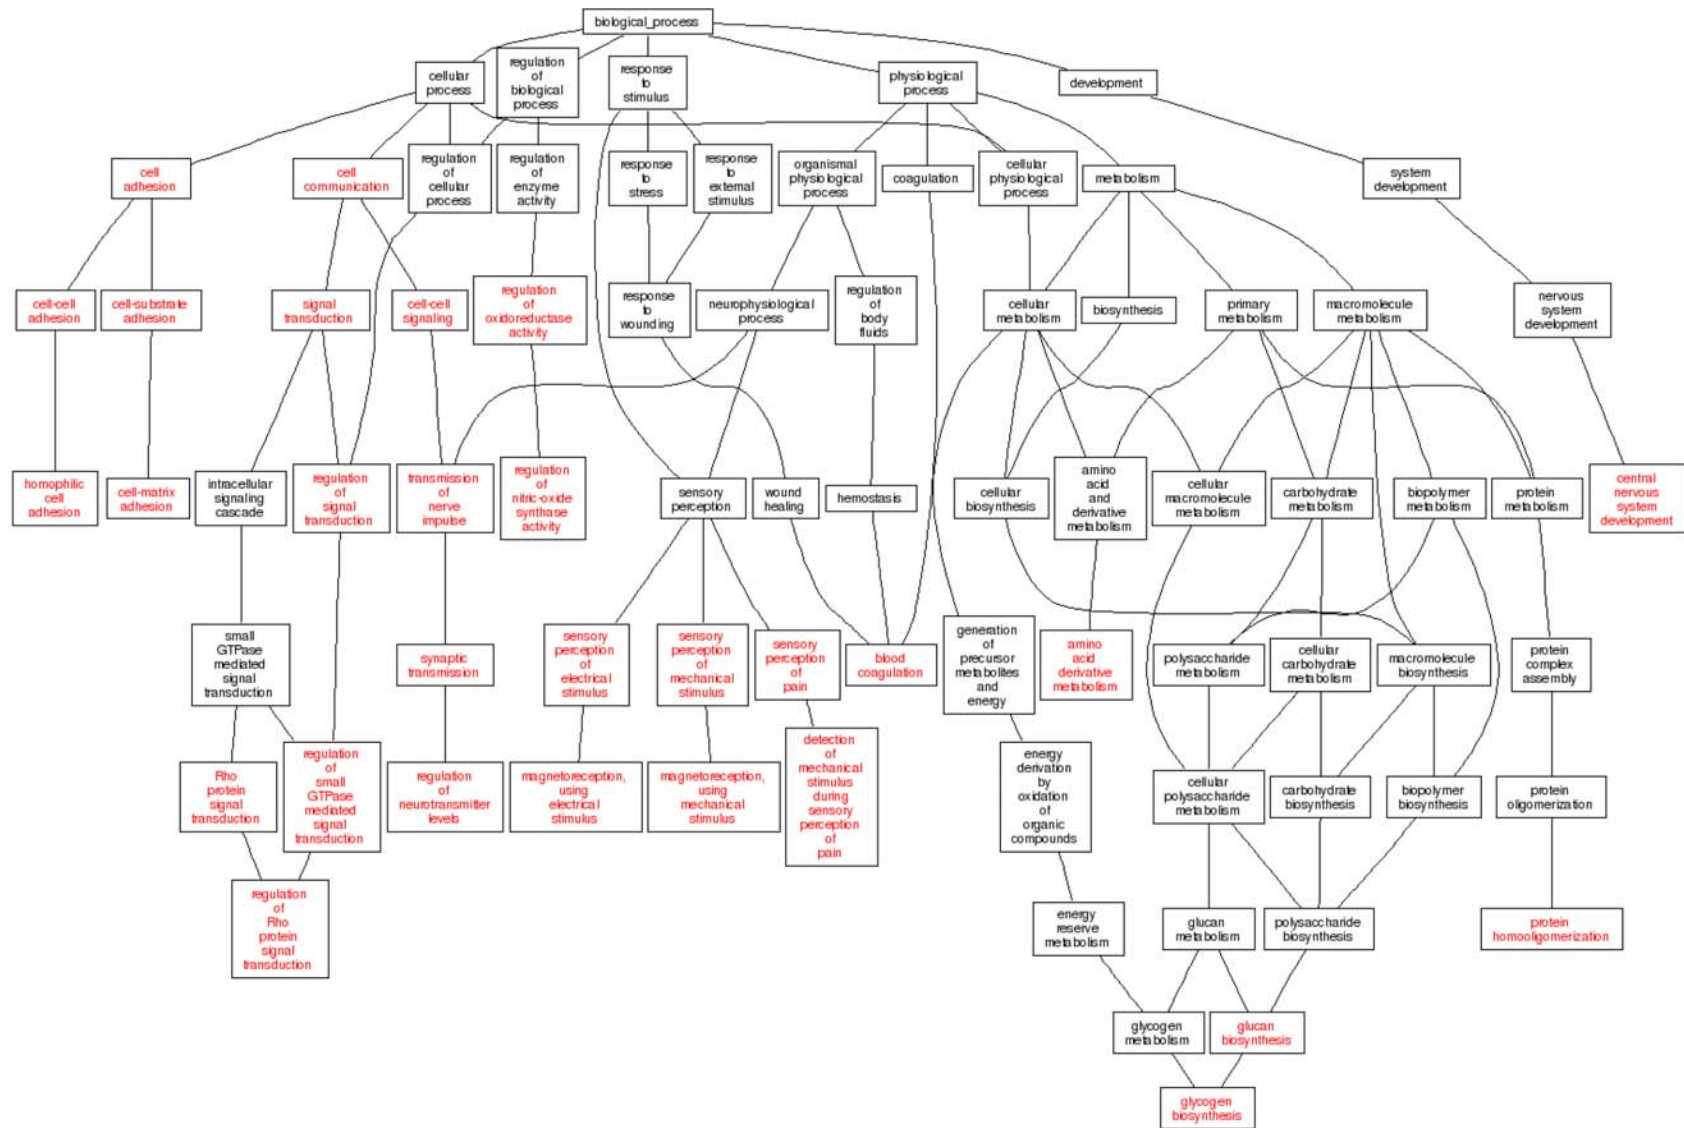 biological_process
cellular
process
regulation
of
biological
process
response
to
stimulus
physiological
process
development
cell
adhesion
cell
communication
regulation
of
cellular
process
regulation
of
enzyme
activity
response
to
stress
response
to
external
stimulus
organismal
physiological
process
coagulation
cellular
physiological
process
metabolism
system
development
cell-cell
adhesion
cell-substrate
adhesion
signal
transduction
cell-cell
signaling
regulation
of
oxidoreductase
activity
response
to
wounding
neurophysiological
process
regulation
of
body
fluids
cellular
metabolism
biosynthesis
primary
metabolism
macromolecule
metabolism
nervous
system
development
homophilic
cell
adhesion
cell-matrix
adhesion
intracellular
signaling
cascade
regulation
of
signal
transduction
transmission
of
nerve
impulse
regulation
of
nitric-oxide
synthase
activity
sensory
perception
wound
healing
hemostasis
cellular
biosynthesis
amino
acid
and
derivative
metabolism
cellular
macromolecule
metabolism
carbohydrate
metabolism
biopolymer
metabolism
protein
metabolism
central
nervous
system
development
small
GTPase
mediated
signal
transduction
synaptic
transmission
sensory
perception
of
electrical
stimulus
sensory
perception
of
mechanical
stimulus
sensory
perception
of
pain
blood
coagulation
generation
of
precursor
metabolites
and
energy
amino
acid
derivative
metabolism
polysaccharide
metabolism
cellular
carbohydrate
metabolism
macromolecule
biosynthesis
protein
complex
assembly
Rho
protein
signal
transduction
regulation
of
small
GTPase
mediated
signal
transduction
regulation
of
neurotransmitter
levels
magnetoreception,
using
electrical
stimulus
magnetoreception,
using
mechanical
stimulus
detection
of
mechanical
stimulus
during
sensory
perception
of
pain
energy
derivation
by
oxidation
of
organic
compounds
cellular
polysaccharide
metabolism
carbohydrate
biosynthesis
biopolymer
biosynthesis
protein
oligomerization
regulation
of
Rho
protein
signal
transduction
energy
reserve
metabolism
glucan
metabolism
polysaccharide
biosynthesis
protein
homooligomerization
glycogen
metabolism
glucan
biosynthesis
glycogen
biosynthesis